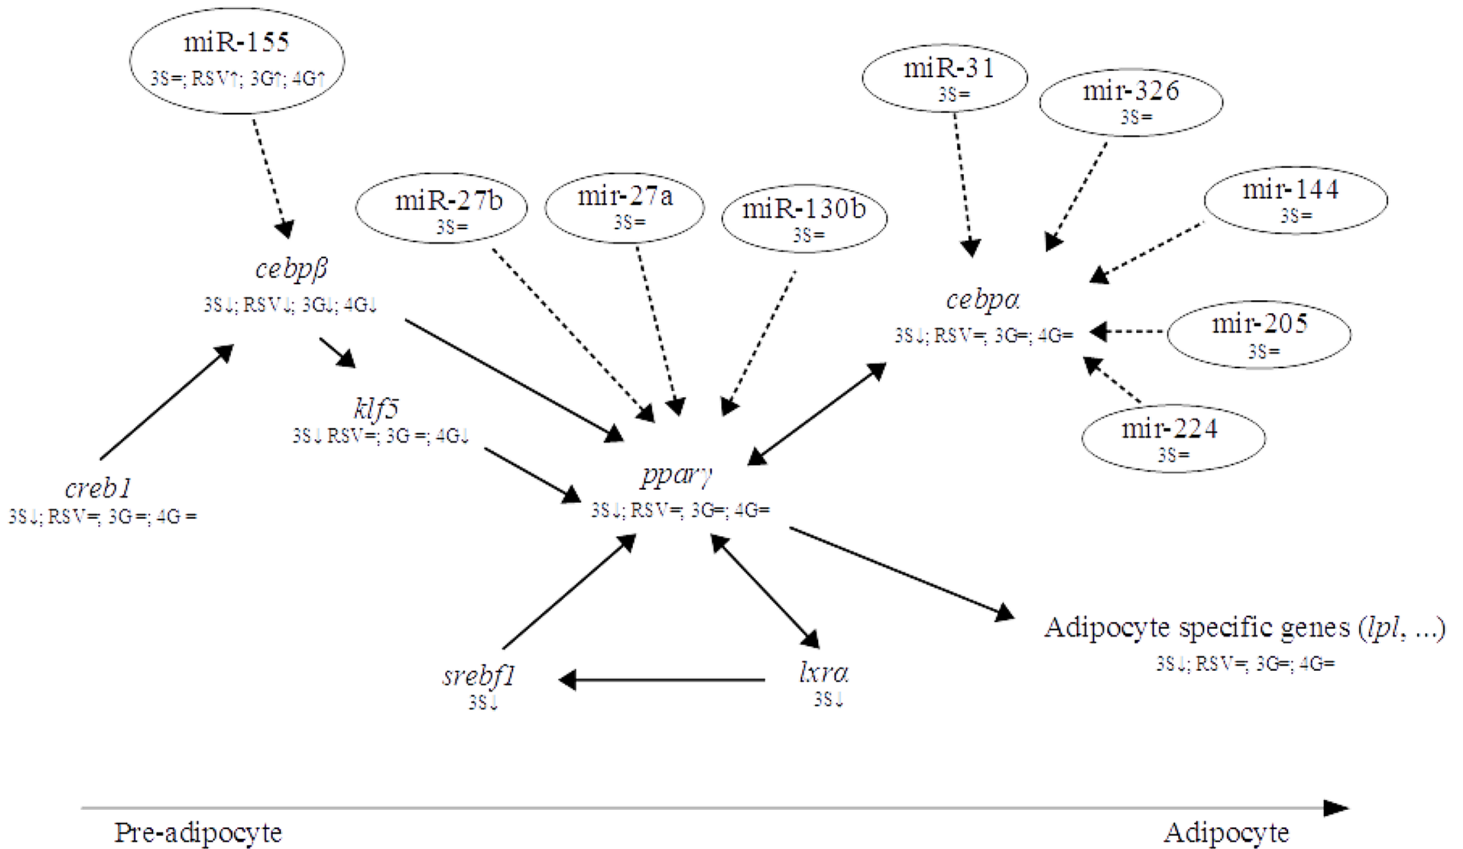 miR-155
3S=; RSV↑; 3G↑; 4G↑
miR-31
3S=
mir-326
3S=
miR-27b
3S=
mir-27a
3S=
miR-130b
3S=
mir-144
3S=
cebpβ
3S↓; RSV↓; 3G↓; 4G↓
cebpα
3S↓; RSV=; 3G=; 4G=
mir-205
3S=
klf5
3S↓ RSV=; 3G =; 4G↓
mir-224
3S=
creb1
3S↓; RSV=; 3G =; 4G =
pparγ
3S↓; RSV=; 3G=; 4G=
srebf1
3S↓
lxrα
3S↓
Adipocyte specific genes (lpl, ...)
3S↓; RSV=; 3G=; 4G=
Pre-adipocyte
Adipocyte